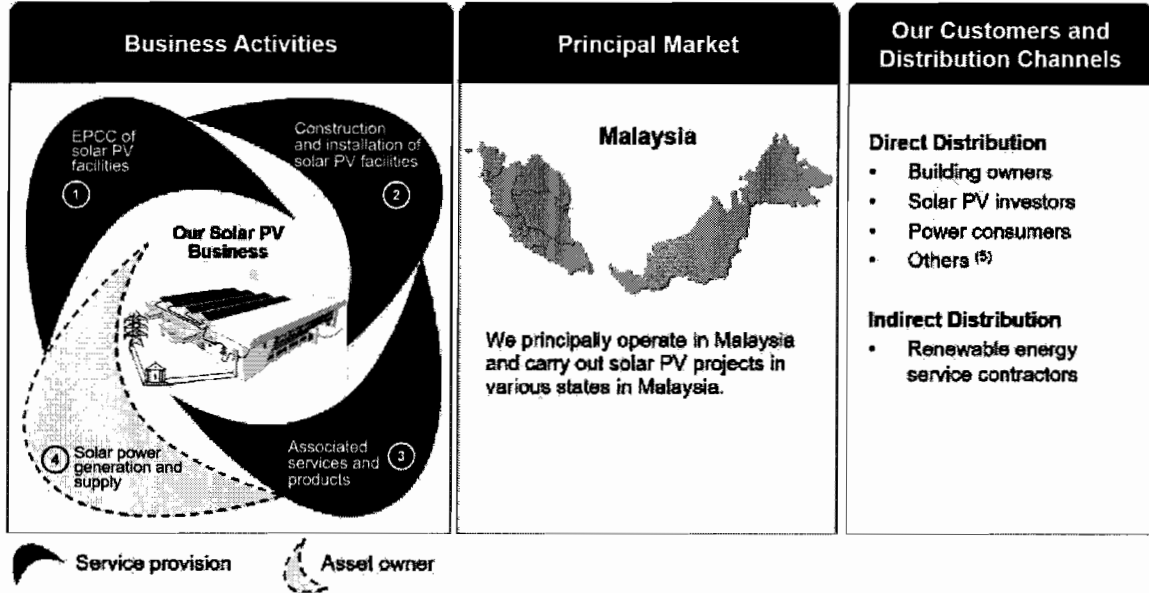 Business Activities
EPCC of
solar PV
facilities
1
Construction
and installation of
solar PV facilities
2
Our Solar PV
Business
4
Solar power
generation and
supply
Associated
services and
products
3
Service provision
Asset owner
Principal Market
Malaysia
We principally operate in Malaysia
and carry out solar PV projects in
various states in Malaysia.
Our Customers and
Distribution Channels
Direct Distribution
• Building owners
• Solar PV investors
• Power consumers
• Others (5)
Indirect Distribution
• Renewable energy
service contractors